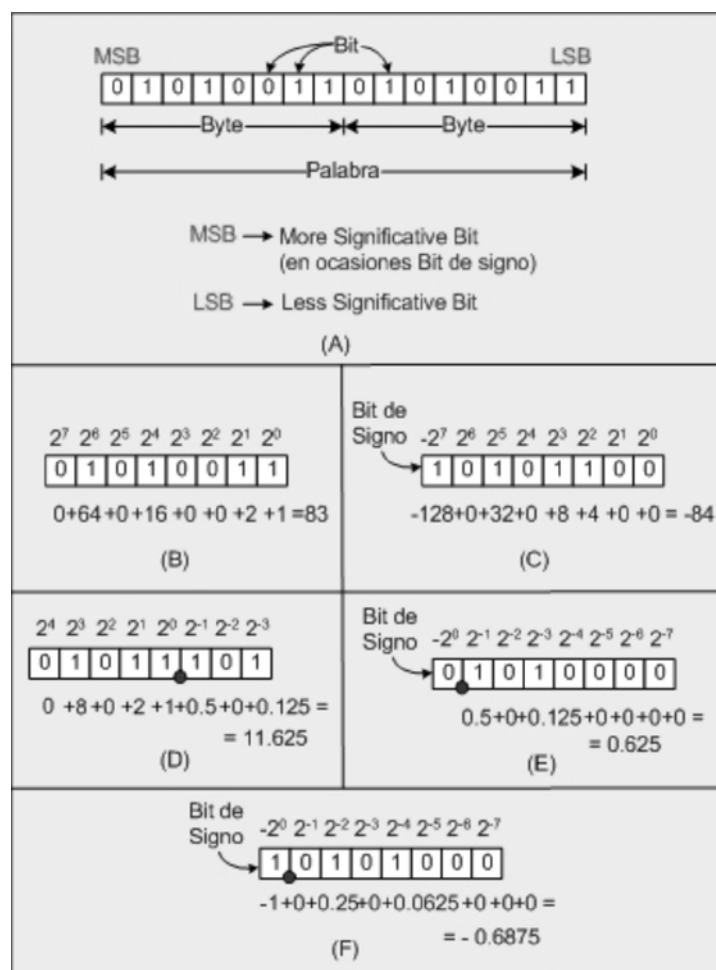 Bit
MSB LSB
0 1 0 1 0 0 1 1 0 1 0 1 0 0 1 1
Byte Byte
Palabra
MSB → More Significative Bit
(en ocasiones Bit de signo)
LSB → Less Significative Bit
(A)
2⁷ 2⁶ 2⁵ 2⁴ 2³ 2² 2¹ 2⁰
0 1 0 1 0 0 1 1
0+64+0+16+0+0+2+1=83
(B)
Bit de
Signo -2⁷ 2⁶ 2⁵ 2⁴ 2³ 2² 2¹ 2⁰
1 0 1 0 1 1 0 0
-128+0+32+0 +8 +4 +0 +0 = -84
(C)
2⁴ 2³ 2² 2¹ 2⁰ 2⁻¹ 2⁻² 2⁻³
0 1 0 1 1 1 0 1
0 +8 +0 +2 +1+0.5+0+0.125 =
= 11.625
(D)
Bit de
Signo -2⁰ 2⁻¹ 2⁻² 2⁻³ 2⁻⁴ 2⁻⁵ 2⁻⁶ 2⁻⁷
0 1 0 1 0 0 0 0
0.5+0+0.125+0+0+0+0 =
= 0.625
(E)
Bit de
Signo -2⁰ 2⁻¹ 2⁻² 2⁻³ 2⁻⁴ 2⁻⁵ 2⁻⁶ 2⁻⁷
1 0 1 0 1 0 0 0
-1+0+0.25+0+0.0625+0 +0+0 =
= - 0.6875
(F)